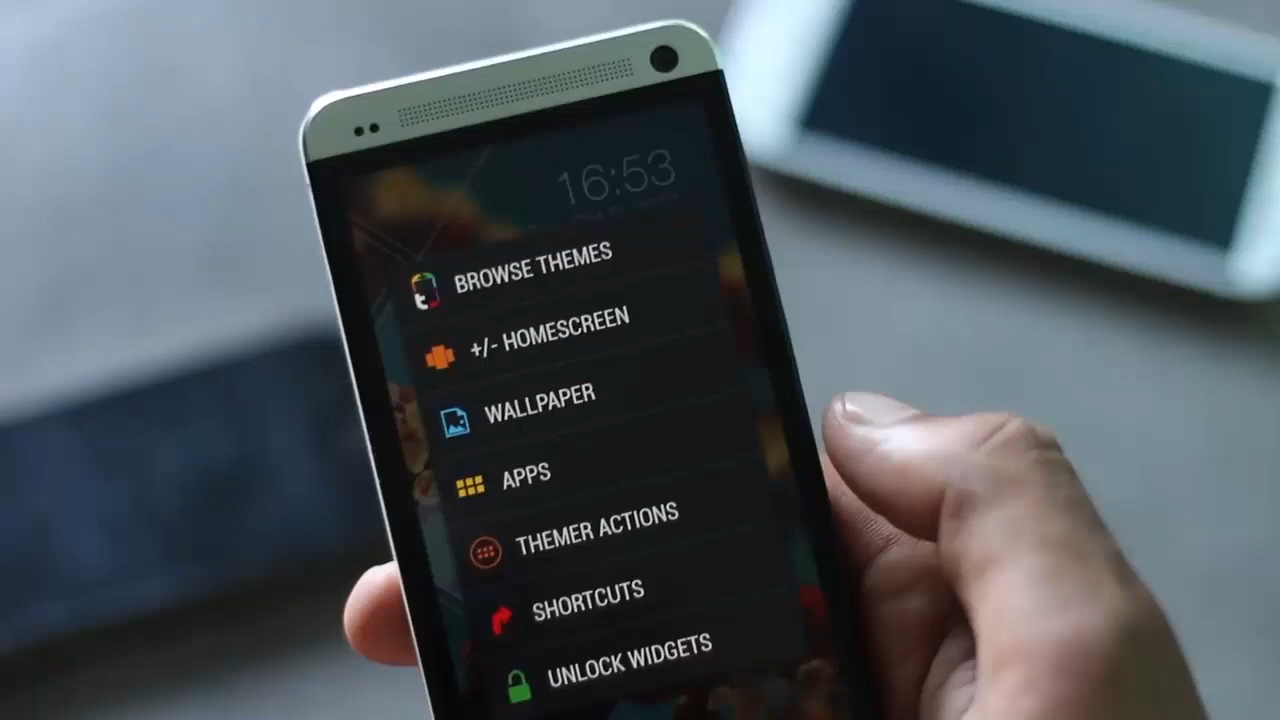 16:53
BROWSE THEMES
+/- HOMESCREEN
WALLPAPER
APPS
THEMER ACTIONS
SHORTCUTS
UNLOCK WIDGETS